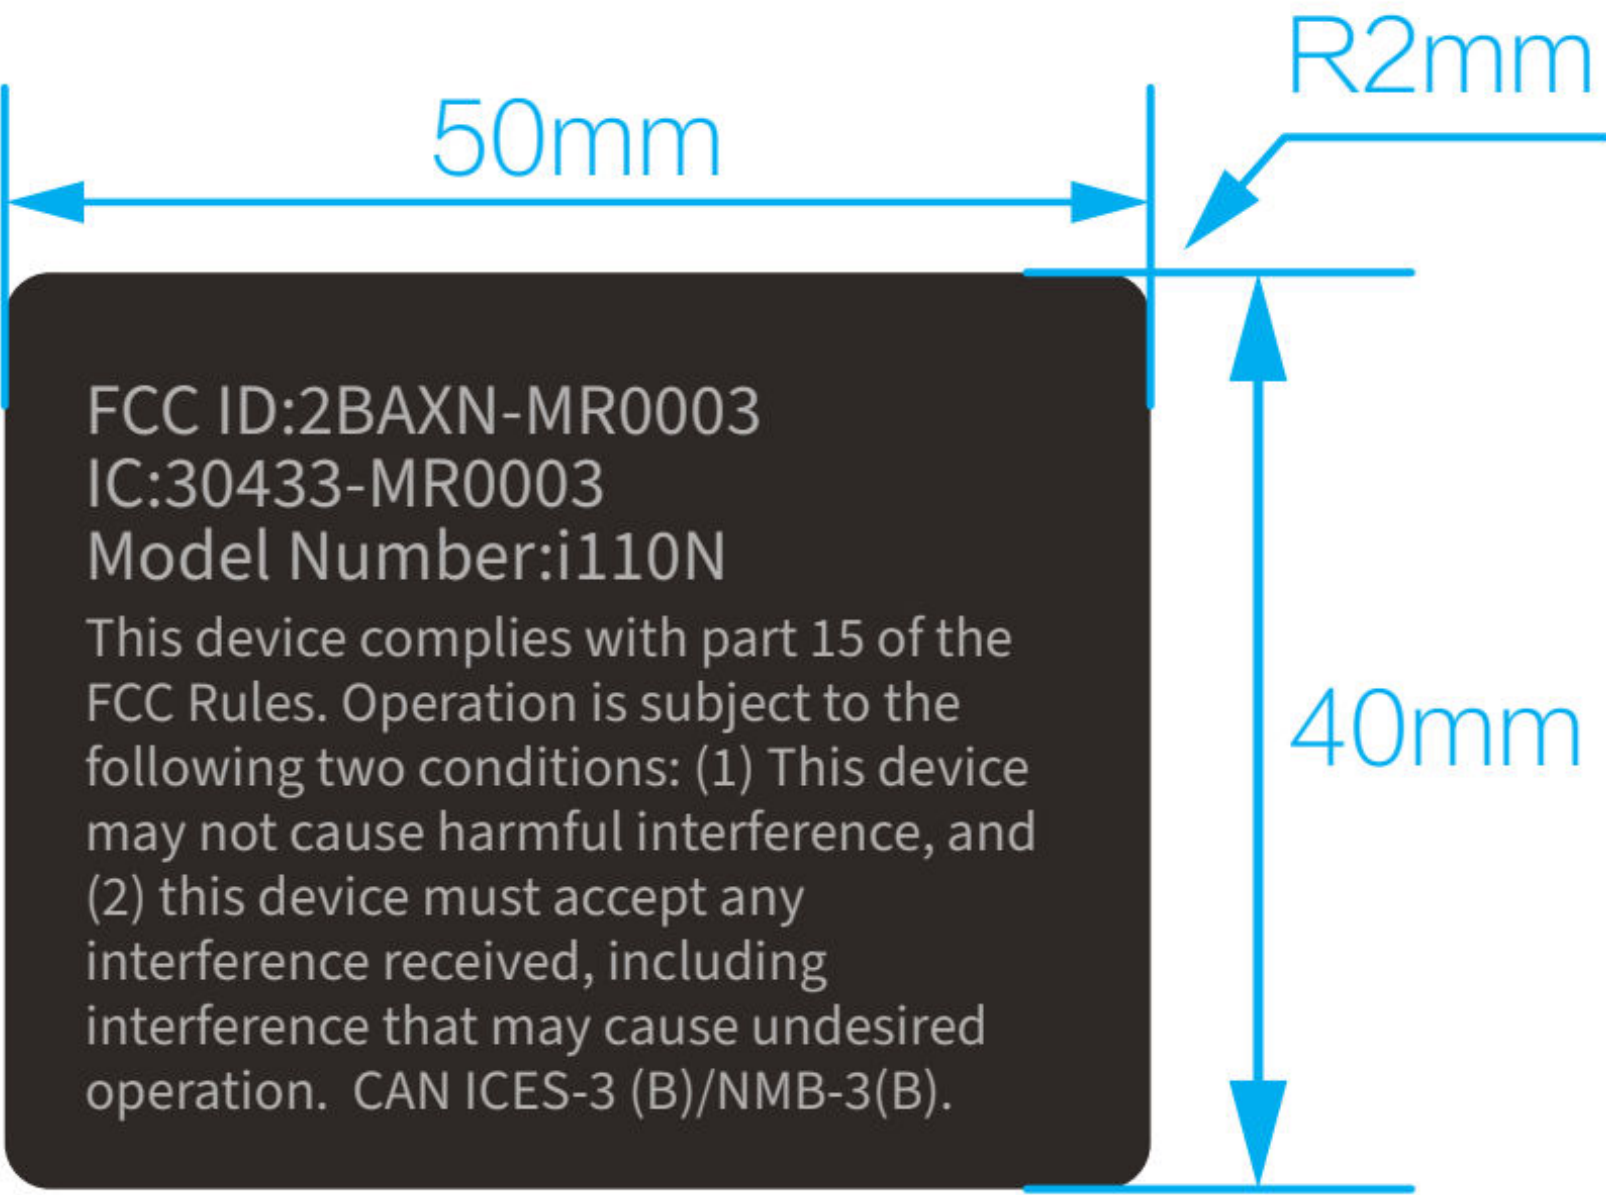 R2mm
50mm
FCC ID:2BAXN-MR0003
IC:30433-MR0003
Model Number:i110N
This device complies with part 15 of the
FCC Rules. Operation is subject to the
following two conditions: (1) This device
may not cause harmful interference, and
(2) this device must accept any
interference received, including
interference that may cause undesired
operation.  CAN ICES-3 (B)/NMB-3(B).
40mm